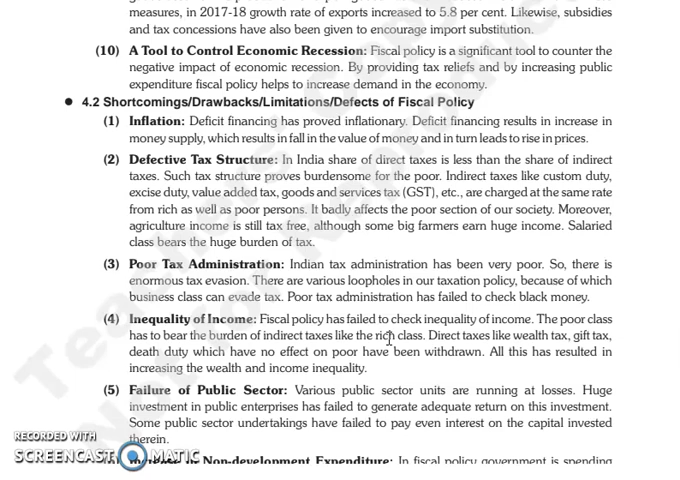 measures, in 2017-18 growth rate of exports increased to 5.8 per cent. Likewise, subsidies
and tax concessions have also been given to encourage import substitution.
(10) A Tool to Control Economic Recession: Fiscal policy is a significant tool to counter the
negative impact of economic recession. By providing tax reliefs and by increasing public
expenditure fiscal policy helps to increase demand in the economy.
● 4.2 Shortcomings/Drawbacks/Limitations/Defects of Fiscal Policy
(1) Inflation: Deficit financing has proved inflationary. Deficit financing results in increase in
money supply, which results in fall in the value of money and in turn leads to rise in prices.
(2) Defective Tax Structure: In India share of direct taxes is less than the share of indirect
taxes. Such tax structure proves burdensome for the poor. Indirect taxes like custom duty,
excise duty, value added tax, goods and services tax (GST), etc., are charged at the same rate
from rich as well as poor persons. It badly affects the poor section of our society. Moreover,
agriculture income is still tax free, although some big farmers earn huge income. Salaried
class bears the huge burden of tax.
(3) Poor Tax Administration: Indian tax administration has been very poor. So, there is
enormous tax evasion. There are various loopholes in our taxation policy, because of which
business class can evade tax. Poor tax administration has failed to check black money.
(4) Inequality of Income: Fiscal policy has failed to check inequality of income. The poor class
has to bear the burden of indirect taxes like the rich class. Direct taxes like wealth tax, gift tax,
death duty which have no effect on poor have been withdrawn. All this has resulted in
increasing the wealth and income inequality.
(5) Failure of Public Sector: Various public sector units are running at losses. Huge
investment in public enterprises has failed to generate adequate return on this investment.
Some public sector undertakings have failed to pay even interest on the capital invested
therein.
Non-development Expenditure: In fiscal policy government is spending
RECORDED WITH
SCREENCAST MATIC